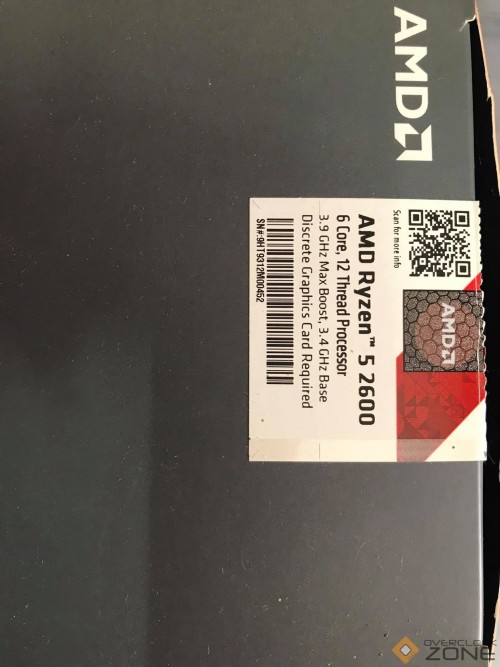 AMD
Scan for more info
AMD
AMD Ryzen™ 5 2600
6 Core, 12 Thread Processor
3.9 GHz Max Boost, 3.4 GHz Base
Discrete Graphics Card Required
SN#:9HT9312M00452
OVERCLOCK
ZONE